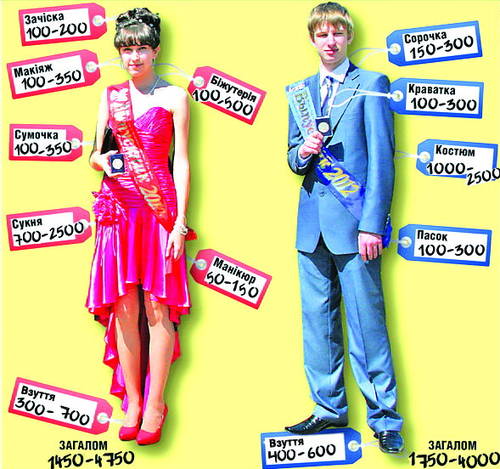 Зачіска
100-200
Макіяж
100-350
Біжутерія
100-500
Сумочка
100-350
Сукня
700-2500
Манікюр
50-150
Взуття
300-700
ЗАГАЛОМ
1450-4750
Сорочка
150-300
Краватка
100-300
Костюм
1000-2500
Пасок
100-300
Взуття
400-600
ЗАГАЛОМ
1750-4000